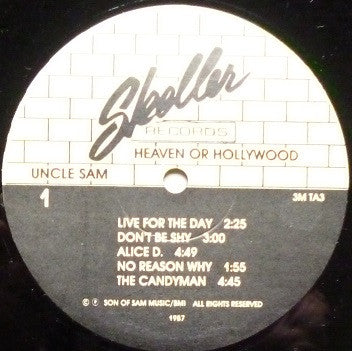 Skoller
RECORDS
HEAVEN OR HOLLYWOOD
UNCLE SAM
1
3M TA3
LIVE FOR THE DAY 2:25
DON'T BE SHY 3:00
ALICE D. 4:49
NO REASON WHY 1:55
THE CANDYMAN 4:45
© Ⓟ SON OF SAM MUSIC/BMI ALL RIGHTS RESERVED
1987